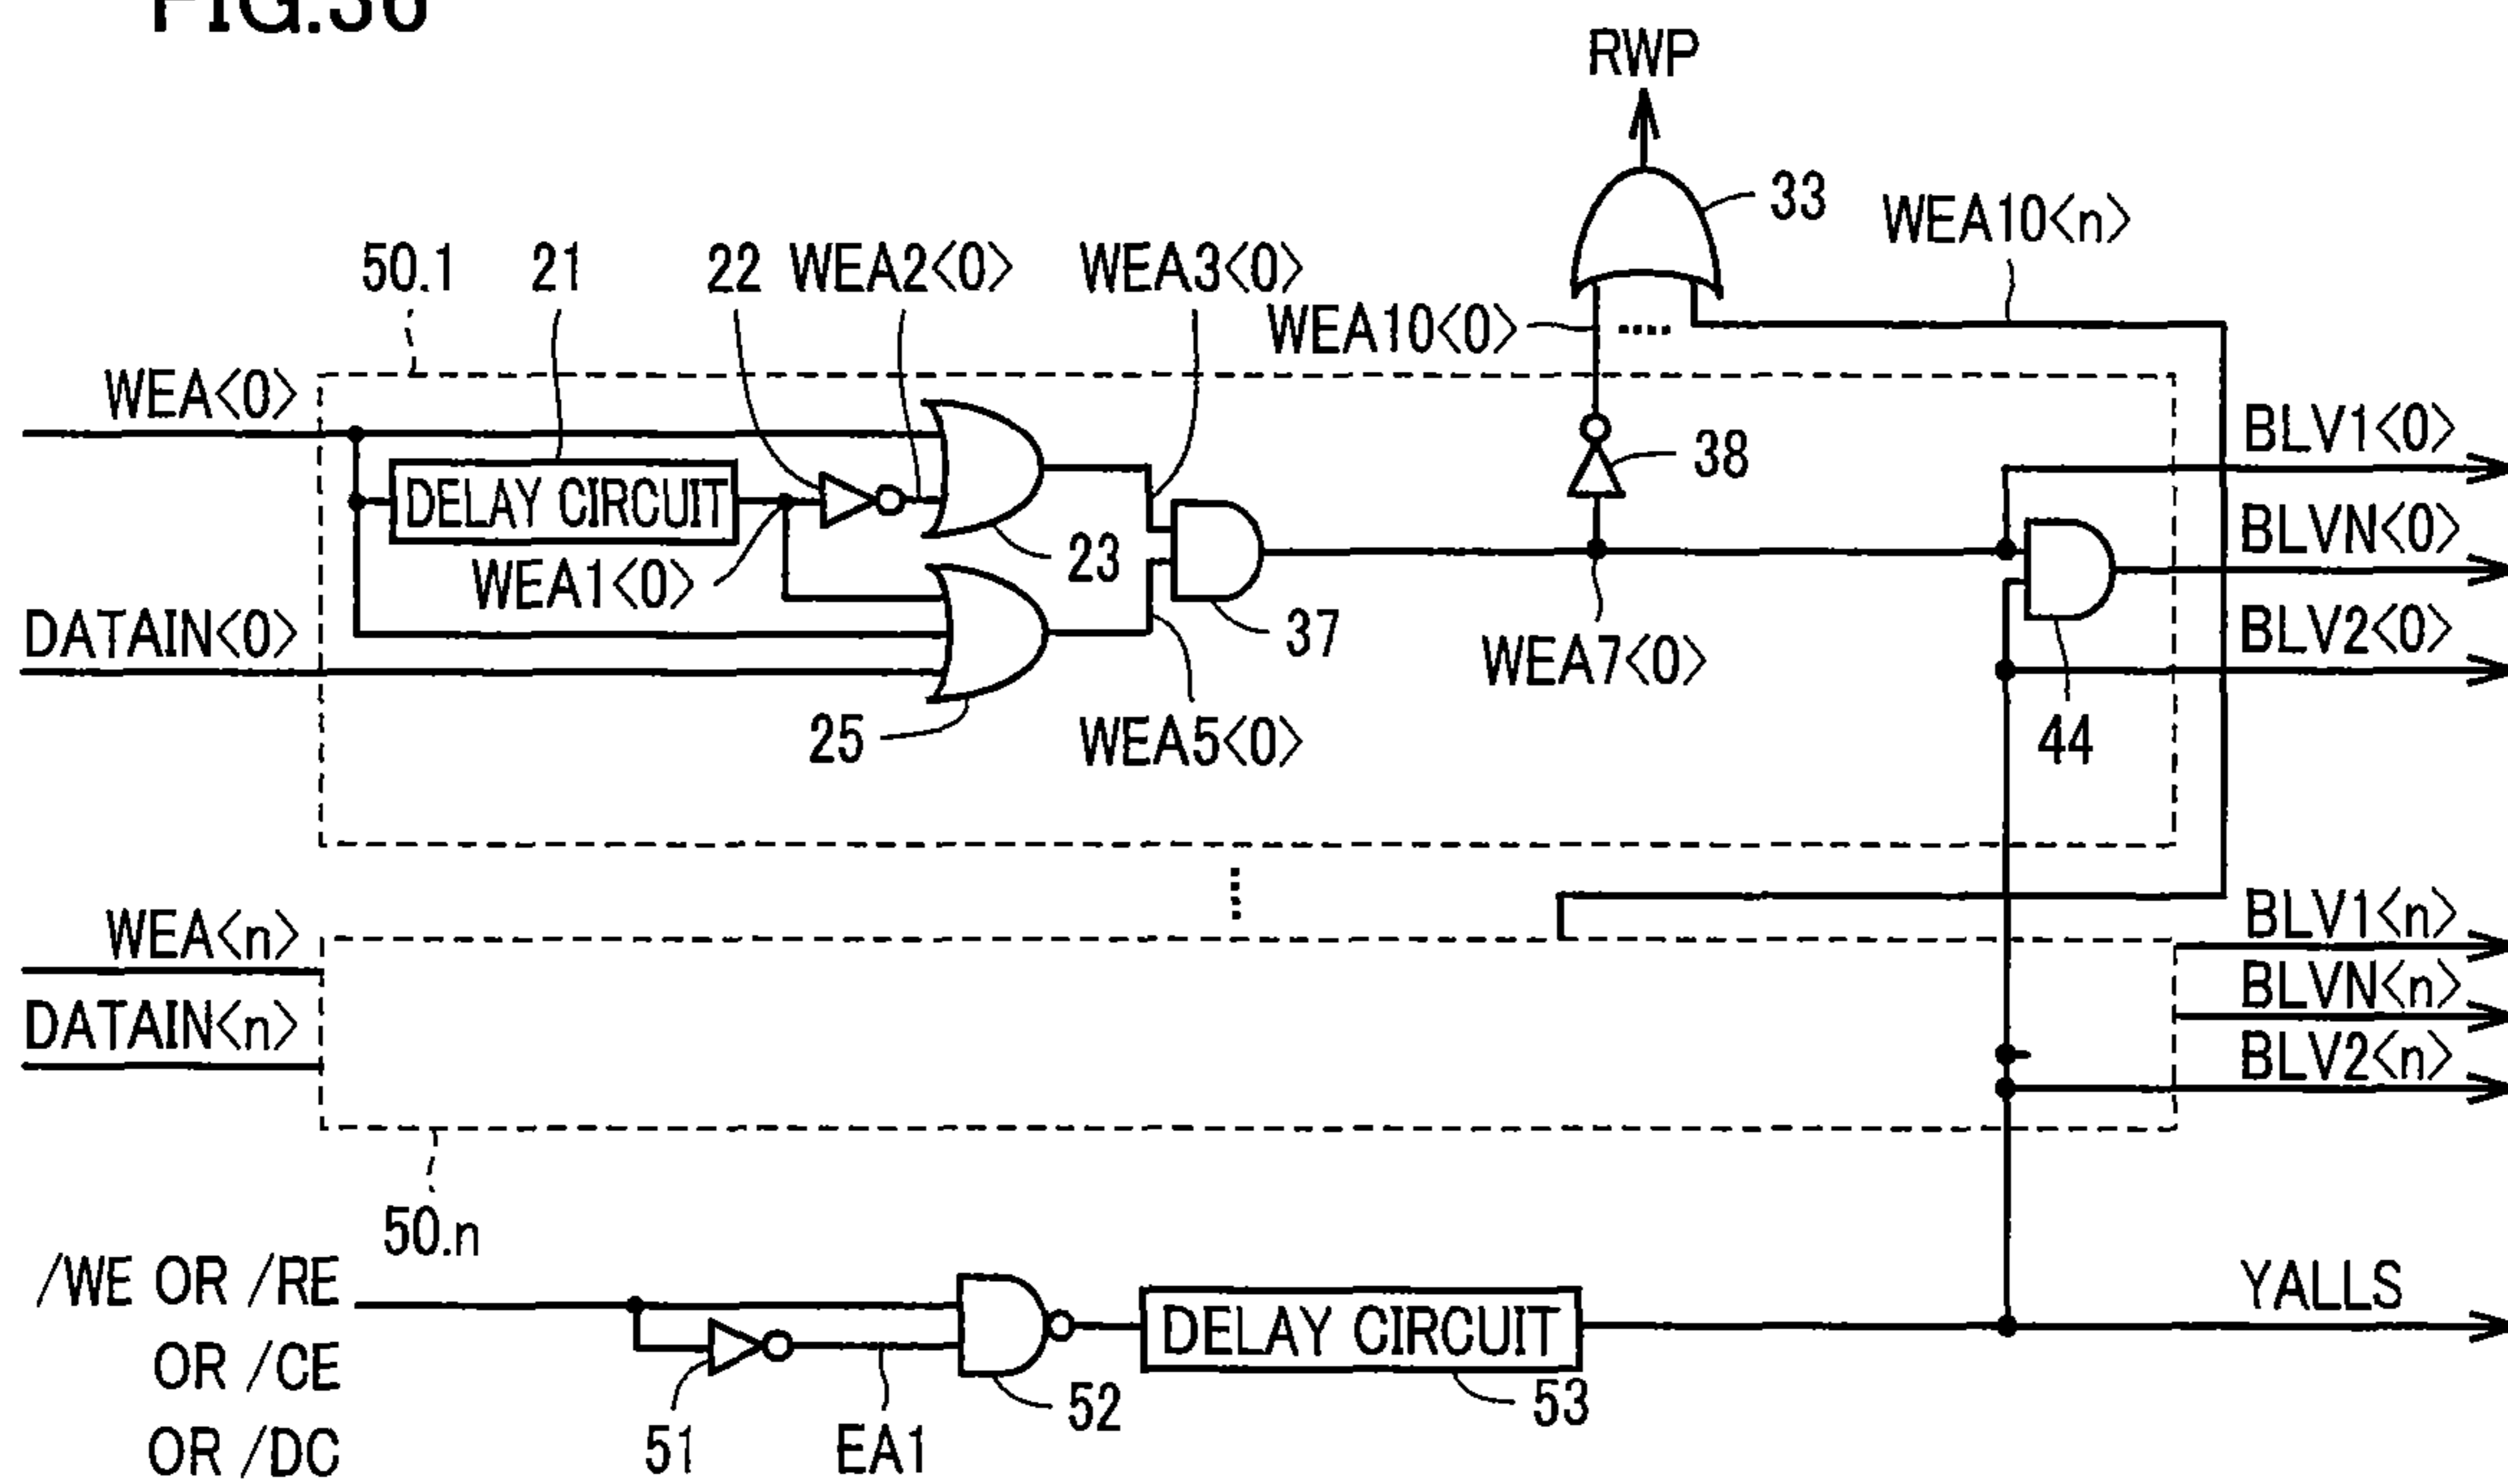 FIG.36
RWP
33
WEA10<n>
50.1
21
22
WEA2<0>
WEA3<0>
WEA10<0>
WEA<0>
38
BLV1<0>
DELAY CIRCUIT
BLVN<0>
WEA1<0>
23
37
DATAIN<0>
WEA7<0>
BLV2<0>
25
WEA5<0>
44
WEA<n>
BLV1<n>
BLVN<n>
DATAIN<n>
BLV2<n>
50.n
/WE OR /RE
OR /CE
OR /DC
YALLS
DELAY CIRCUIT
51
EA1
52
53